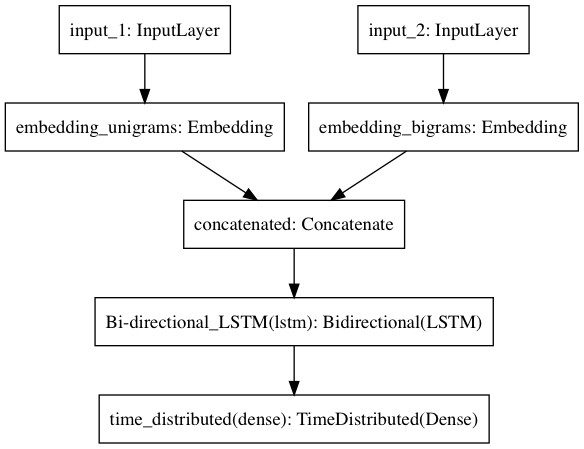 input_1: InputLayer
input_2: InputLayer
embedding_unigrams: Embedding
embedding_bigrams: Embedding
concatenated: Concatenate
Bi-directional_LSTM(lstm): Bidirectional(LSTM)
time_distributed(dense): TimeDistributed(Dense)